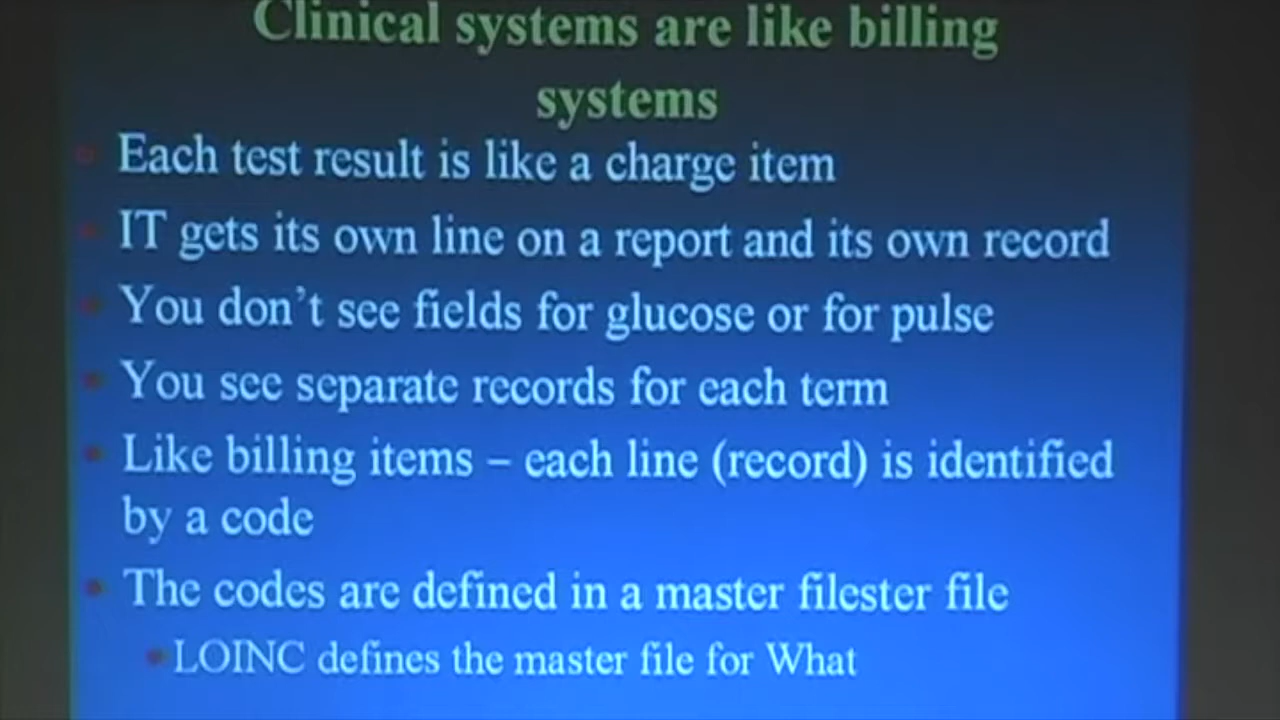 Clinical systems are like billing
systems
Each test result is like a charge item
IT gets its own line on a report and its own record
You don't see fields for glucose or for pulse
You see separate records for each term
Like billing items – each line (record) is identified
by a code
The codes are defined in a master filester file
LOINC defines the master file for What